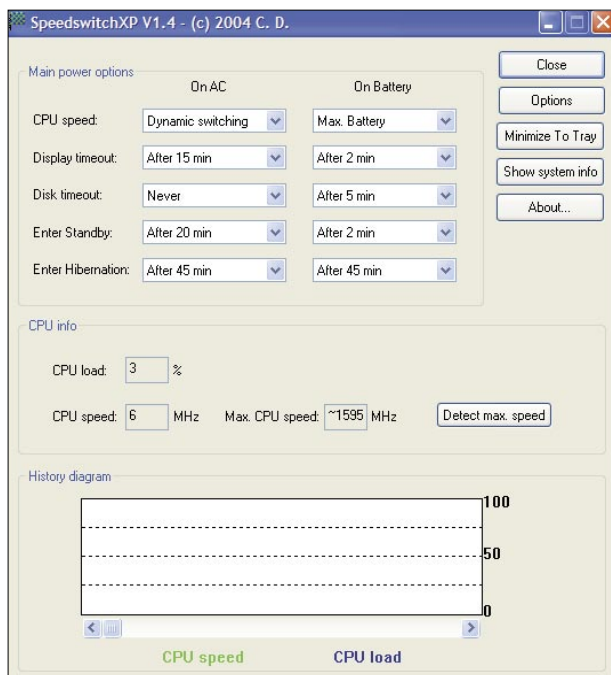 SpeedswitchXP V1.4 - (c) 2004 C. D.
Main power options
On AC On Battery
CPU speed: Dynamic switching Max. Battery
Display timeout: After 15 min After 2 min
Disk timeout: Never After 5 min
Enter Standby: After 20 min After 2 min
Enter Hibernation: After 45 min After 45 min
Close
Options
Minimize To Tray
Show system info
About...
CPU info
CPU load: 3 %
CPU speed: 6 MHz Max. CPU speed: ~1595 MHz Detect max. speed
History diagram
100
50
0
CPU speed CPU load